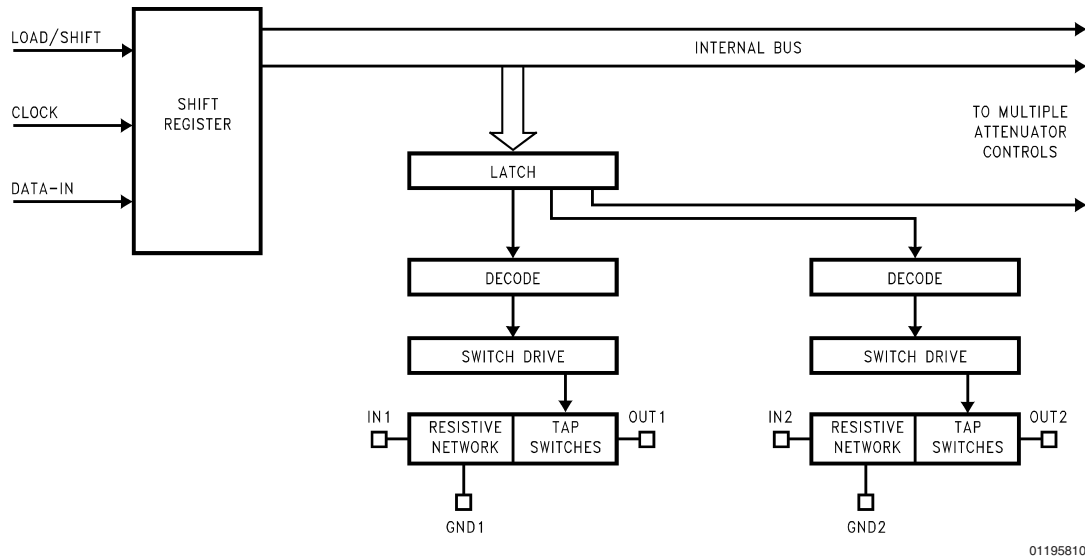 LOAD/SHIFT
CLOCK
DATA-IN
SHIFT
REGISTER
INTERNAL BUS
TO MULTIPLE
ATTENUATOR
CONTROLS
LATCH
DECODE
DECODE
SWITCH DRIVE
SWITCH DRIVE
IN1
RESISTIVE
NETWORK
TAP
SWITCHES
OUT1
GND1
IN2
RESISTIVE
NETWORK
TAP
SWITCHES
OUT2
GND2
01195810